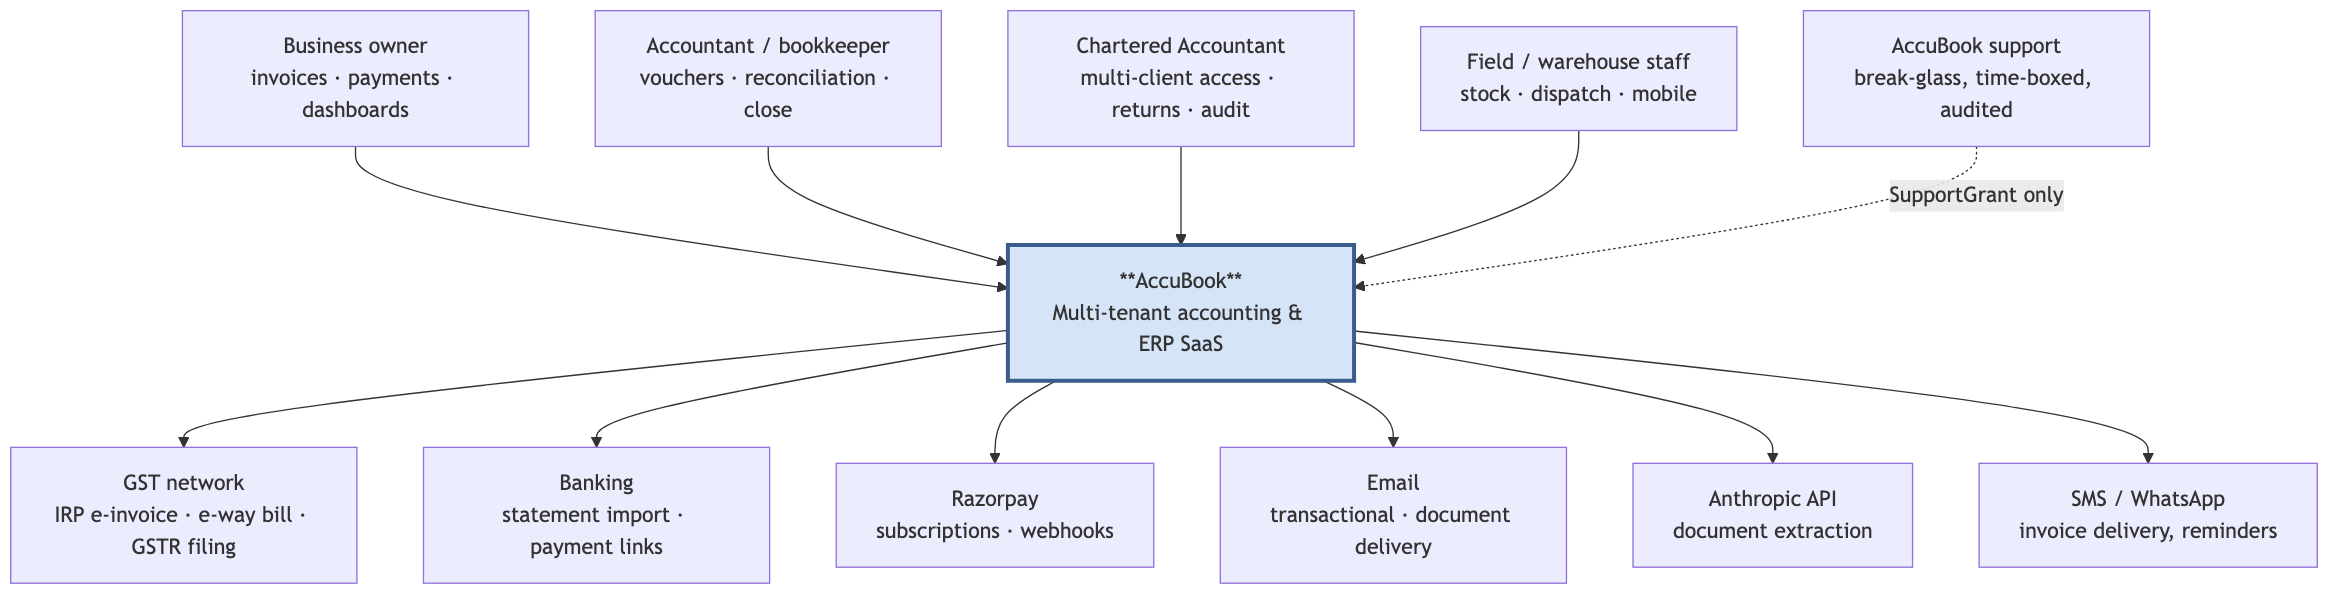 Business owner
invoices · payments ·
dashboards
Accountant / bookkeeper
vouchers · reconciliation ·
close
Chartered Accountant
multi-client access ·
returns · audit
Field / warehouse staff
stock · dispatch · mobile
AccuBook support
break-glass, time-boxed,
audited
SupportGrant only
**AccuBook**
Multi-tenant accounting &
ERP SaaS
GST network
IRP e-invoice · e-way bill ·
GSTR filing
Banking
statement import ·
payment links
Razorpay
subscriptions · webhooks
Email
transactional · document
delivery
Anthropic API
document extraction
SMS / WhatsApp
invoice delivery, reminders